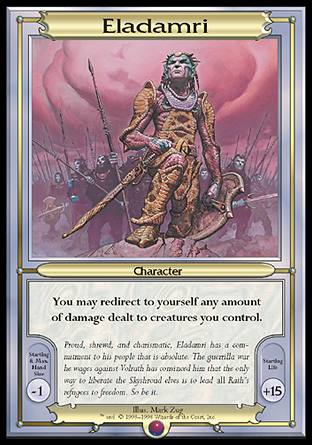 Eladamri
Character
You may redirect to yourself any amount
of damage dealt to creatures you control.
Proud, shrewd, and charismatic, Eladamri has a com-
mitment to his people that is absolute. The guerrilla war
he wages against Volrath has convinced him that the only
way to liberate the Skyshroud elves is to lead all Rath's
refugees to freedom. So be it.
Starting
& Max.
Hand
Size
-1
Starting
Life
+15
Illus. Mark Zug
™ and © 1993–1998 Wizards of the Coast, Inc.